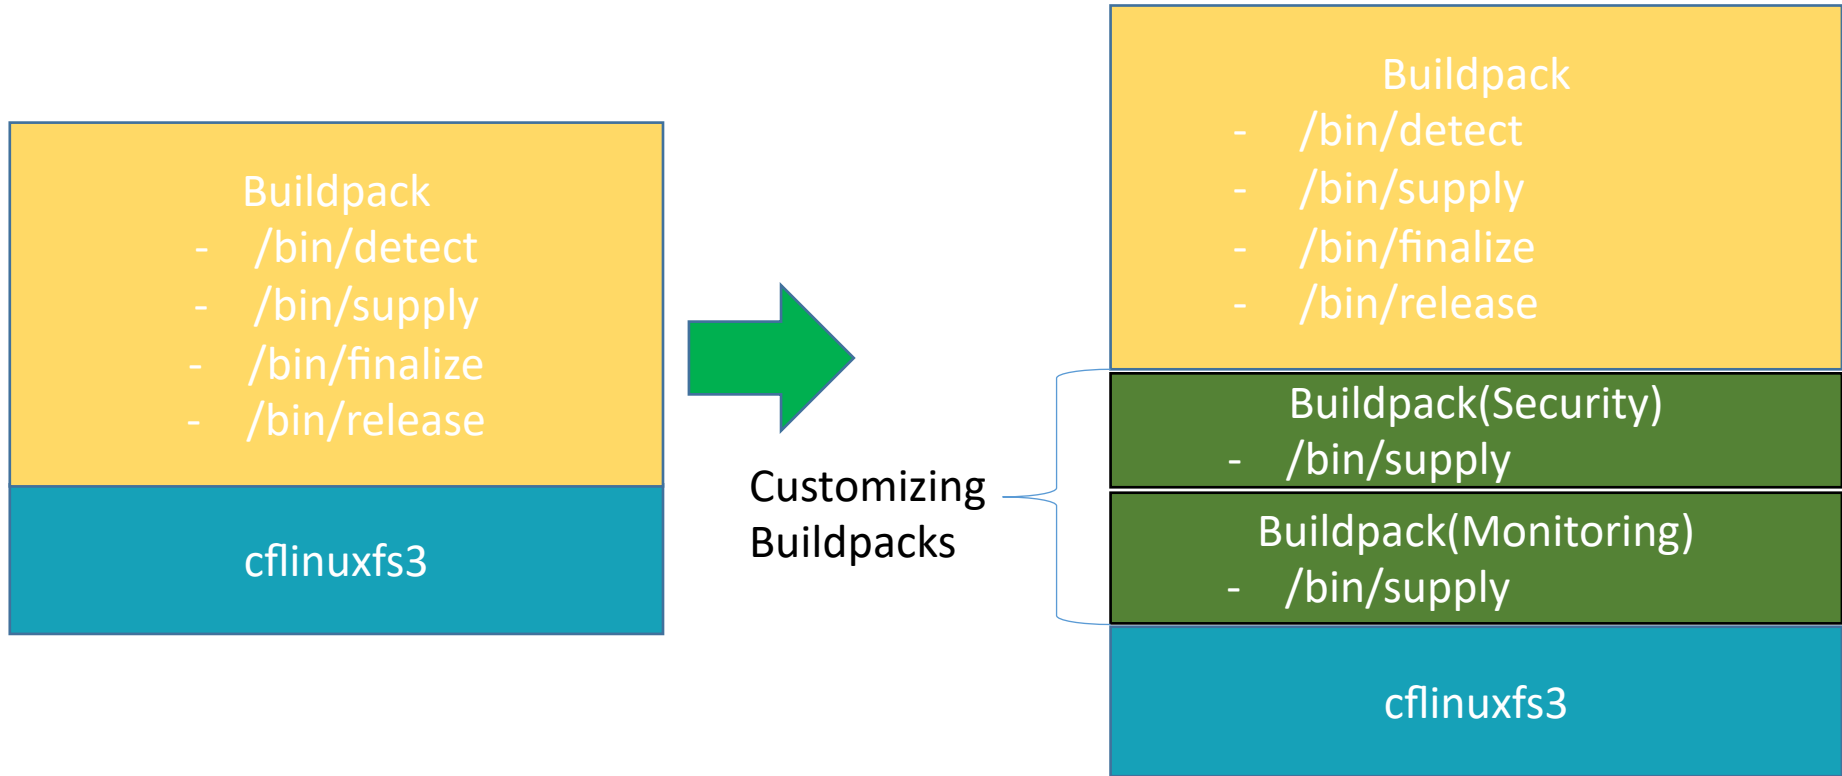 Buildpack
- /bin/detect
- /bin/supply
- /bin/finalize
- /bin/release
cflinuxfs3
Customizing
Buildpacks
Buildpack
- /bin/detect
- /bin/supply
- /bin/finalize
- /bin/release
Buildpack(Security)
- /bin/supply
Buildpack(Monitoring)
- /bin/supply
cflinuxfs3